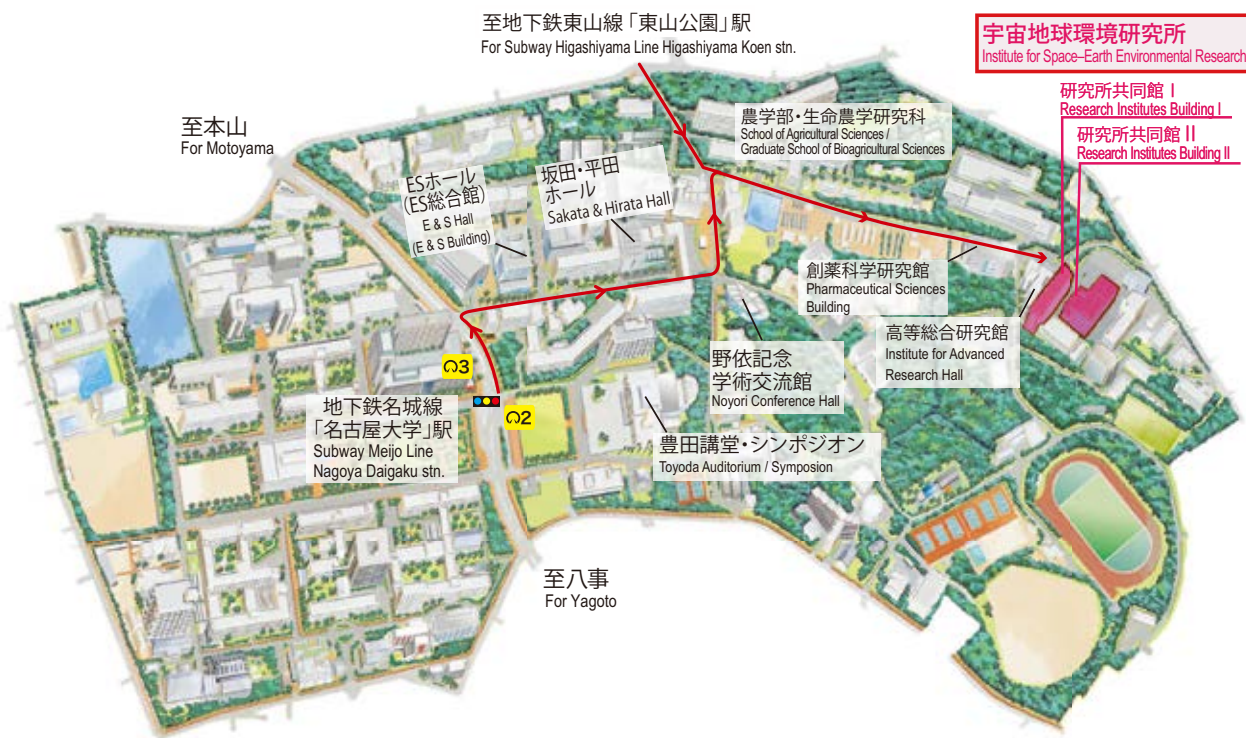 至地下鉄東山線「東山公園」駅
For Subway Higashiyama Line Higashiyama Koen stn.
宇宙地球環境研究所
Institute for Space–Earth Environmental Research
研究所共同館 I
Research Institutes Building I
研究所共同館 II
Research Institutes Building II
至本山
For Motoyama
農学部・生命農学研究科
School of Agricultural Sciences /
Graduate School of Bioagricultural Sciences
ESホール
(ES総合館)
E & S Hall
(E & S Building)
坂田・平田
ホール
Sakata & Hirata Hall
創薬科学研究館
Pharmaceutical Sciences
Building
高等総合研究館
Institute for Advanced
Research Hall
野依記念
学術交流館
Noyori Conference Hall
3
2
地下鉄名城線
「名古屋大学」駅
Subway Meijo Line
Nagoya Daigaku stn.
豊田講堂・シンポジオン
Toyoda Auditorium / Symposion
至八事
For Yagoto